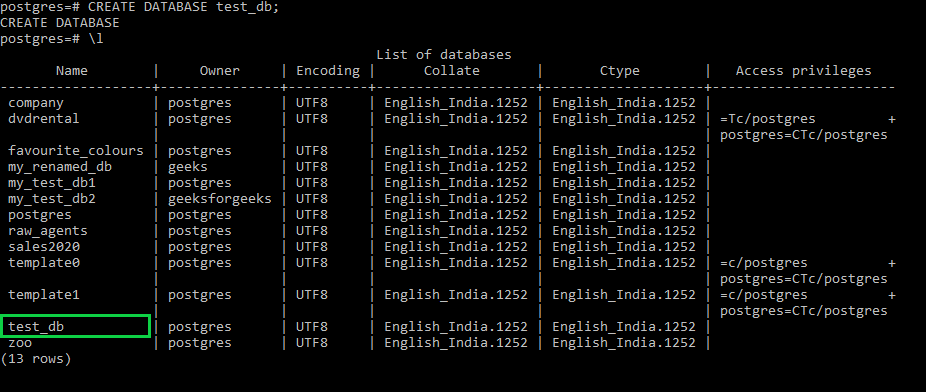 postgres=# CREATE DATABASE test_db;
CREATE DATABASE
postgres=# \l
                                               List of databases
       Name       |     Owner     | Encoding |      Collate       |       Ctype        |   Access privileges
------------------+---------------+----------+--------------------+--------------------+-----------------------
 company          | postgres      | UTF8     | English_India.1252 | English_India.1252 |
 dvdrental        | postgres      | UTF8     | English_India.1252 | English_India.1252 | =Tc/postgres         +
                  |               |          |                    |                    | postgres=CTc/postgres
 favourite_colours | postgres      | UTF8     | English_India.1252 | English_India.1252 |
 my_renamed_db    | geeks         | UTF8     | English_India.1252 | English_India.1252 |
 my_test_db1      | postgres      | UTF8     | English_India.1252 | English_India.1252 |
 my_test_db2      | geeksforgeeks | UTF8     | English_India.1252 | English_India.1252 |
 postgres         | postgres      | UTF8     | English_India.1252 | English_India.1252 |
 raw_agents       | postgres      | UTF8     | English_India.1252 | English_India.1252 |
 sales2020        | postgres      | UTF8     | English_India.1252 | English_India.1252 |
 template0        | postgres      | UTF8     | English_India.1252 | English_India.1252 | =c/postgres          +
                  |               |          |                    |                    | postgres=CTc/postgres
 template1        | postgres      | UTF8     | English_India.1252 | English_India.1252 | =c/postgres          +
                  |               |          |                    |                    | postgres=CTc/postgres
 test_db          | postgres      | UTF8     | English_India.1252 | English_India.1252 |
 zoo              | postgres      | UTF8     | English_India.1252 | English_India.1252 |
(13 rows)